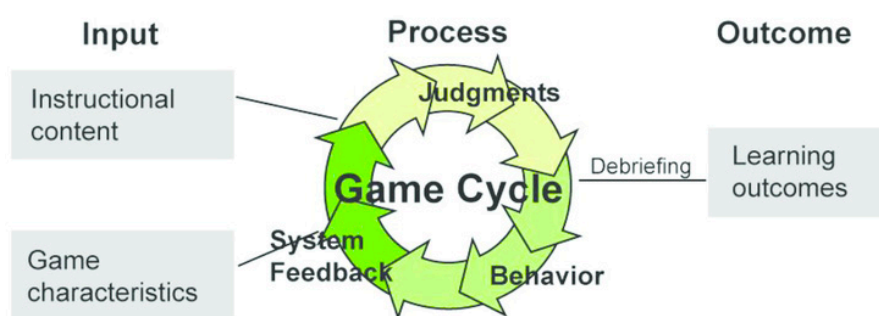 Input
Process
Outcome
Instructional
content
Judgments
Game Cycle
Debriefing
Learning
outcomes
System
Feedback
Behavior
Game
characteristics